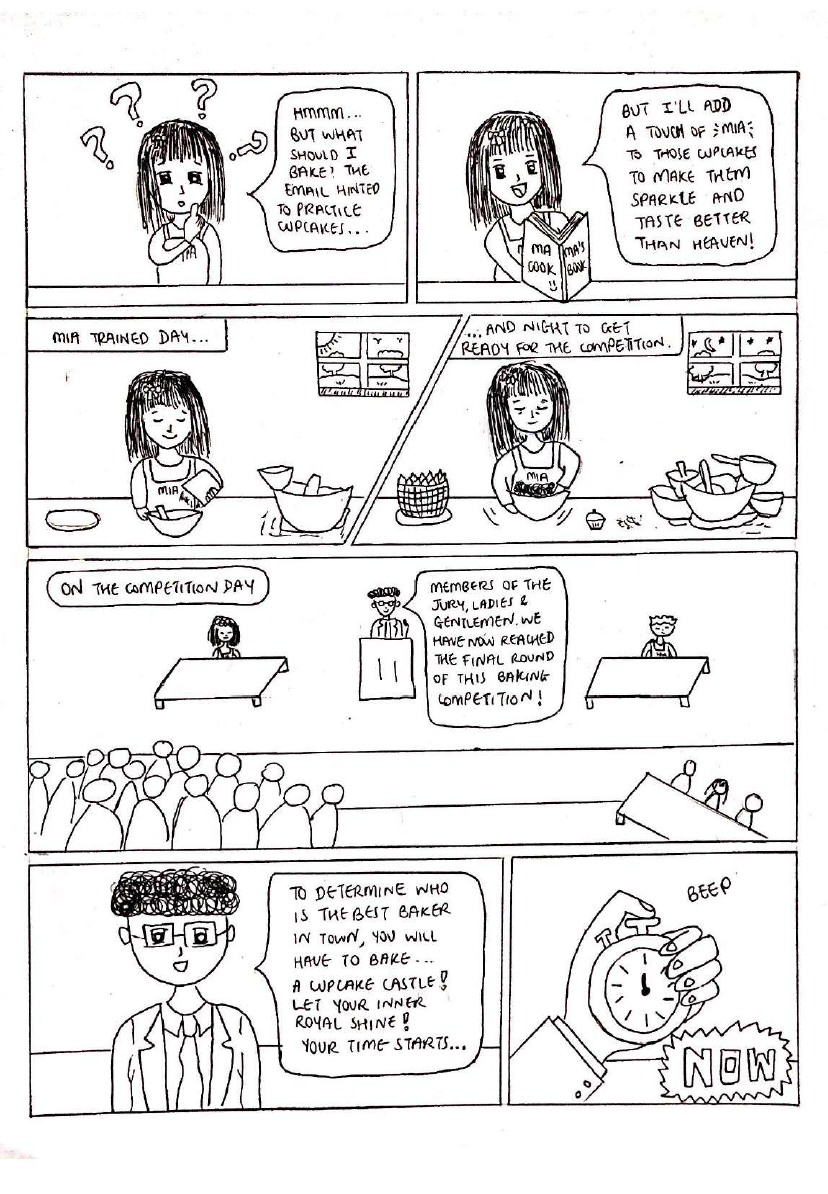 HMMM...
BUT WHAT
SHOULD I
BAKE? THE
EMAIL HINTED
TO PRACTICE
CUPCAKES...
MIA
BUT I'LL ADD
A TOUCH OF MIA
TO THOSE CUPCAKES
TO MAKE THEM
SPARKLE AND
TASTE BETTER
THAN HEAVEN!
MA MA'S
COOK BOOK
MIA TRAINED DAY...
MIA
...AND NIGHT TO GET
READY FOR THE COMPETITION.
MIA
ON THE COMPETITION DAY
MEMBERS OF THE
JURY, LADIES &
GENTLEMEN. WE
HAVE NOW REACHED
THE FINAL ROUND
OF THIS BAKING
COMPETITION!
TO DETERMINE WHO
IS THE BEST BAKER
IN TOWN, YOU WILL
HAVE TO BAKE...
A CUPCAKE CASTLE!
LET YOUR INNER
ROYAL SHINE!
YOUR TIME STARTS...
BEEP
NOW